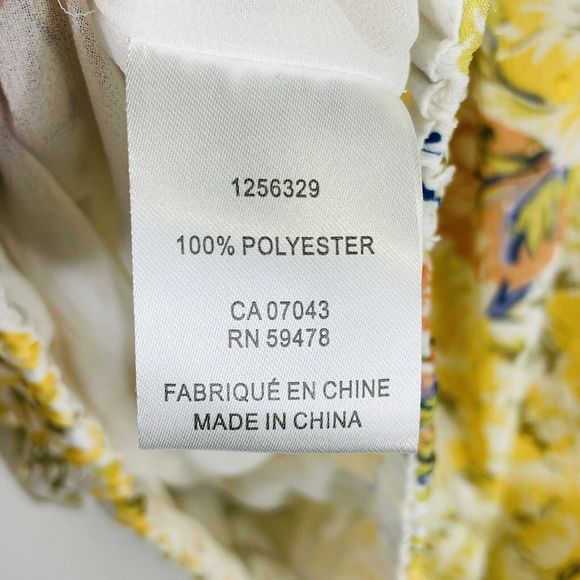 1256329
100% POLYESTER
CA 07043
RN 59478
FABRIQUÉ EN CHINE
MADE IN CHINA